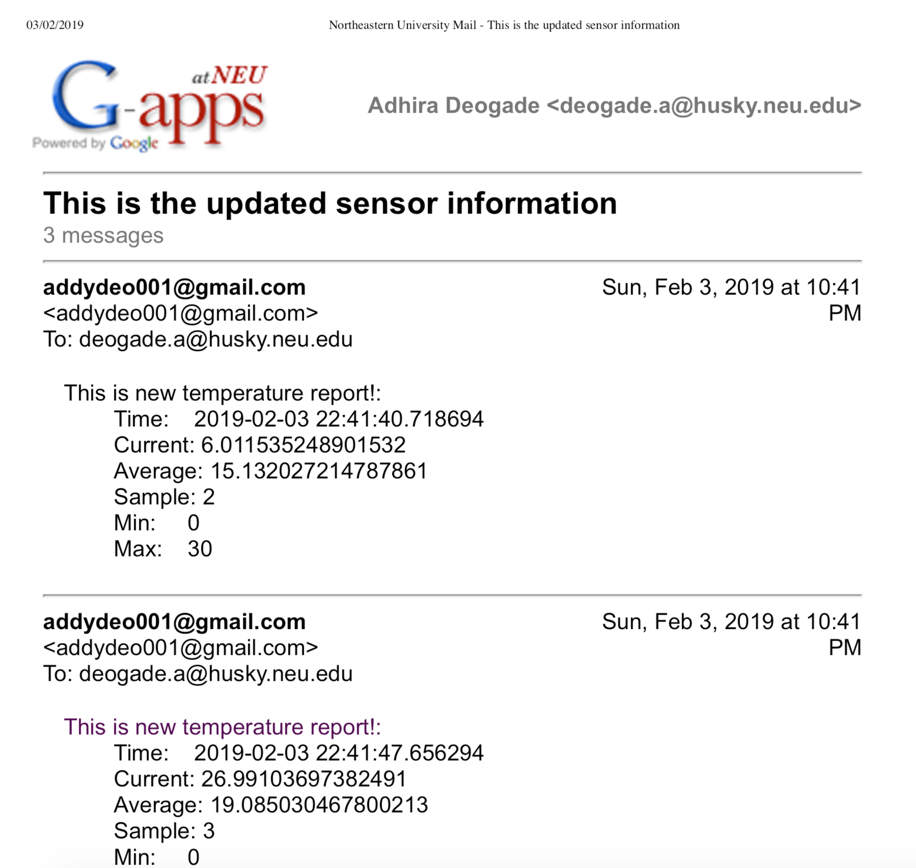 03/02/2019 Northeastern University Mail - This is the updated sensor information
at NEU
G-apps
Powered by Google
Adhira Deogade <deogade.a@husky.neu.edu>
This is the updated sensor information
3 messages
addydeo001@gmail.com Sun, Feb 3, 2019 at 10:41
<addydeo001@gmail.com> PM
To: deogade.a@husky.neu.edu
This is new temperature report!:
Time: 2019-02-03 22:41:40.718694
Current: 6.011535248901532
Average: 15.132027214787861
Sample: 2
Min: 0
Max: 30
addydeo001@gmail.com Sun, Feb 3, 2019 at 10:41
<addydeo001@gmail.com> PM
To: deogade.a@husky.neu.edu
This is new temperature report!:
Time: 2019-02-03 22:41:47.656294
Current: 26.99103697382491
Average: 19.085030467800213
Sample: 3
Min: 0